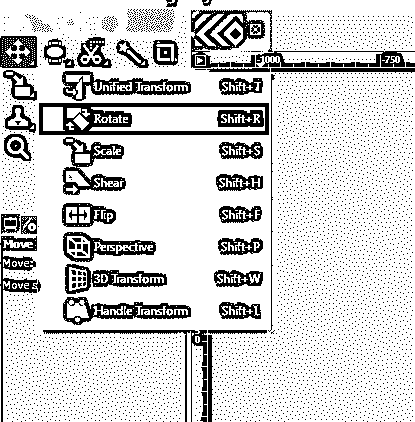 5000
-750
Unified Transform Shift+T
Rotate Shift+R
Scale Shift+S
Shear Shift+H
Flip Shift+F
Perspective Shift+P
3D Transform Shift+W
Handle Transform Shift+L
Move
Move:
Move s
0